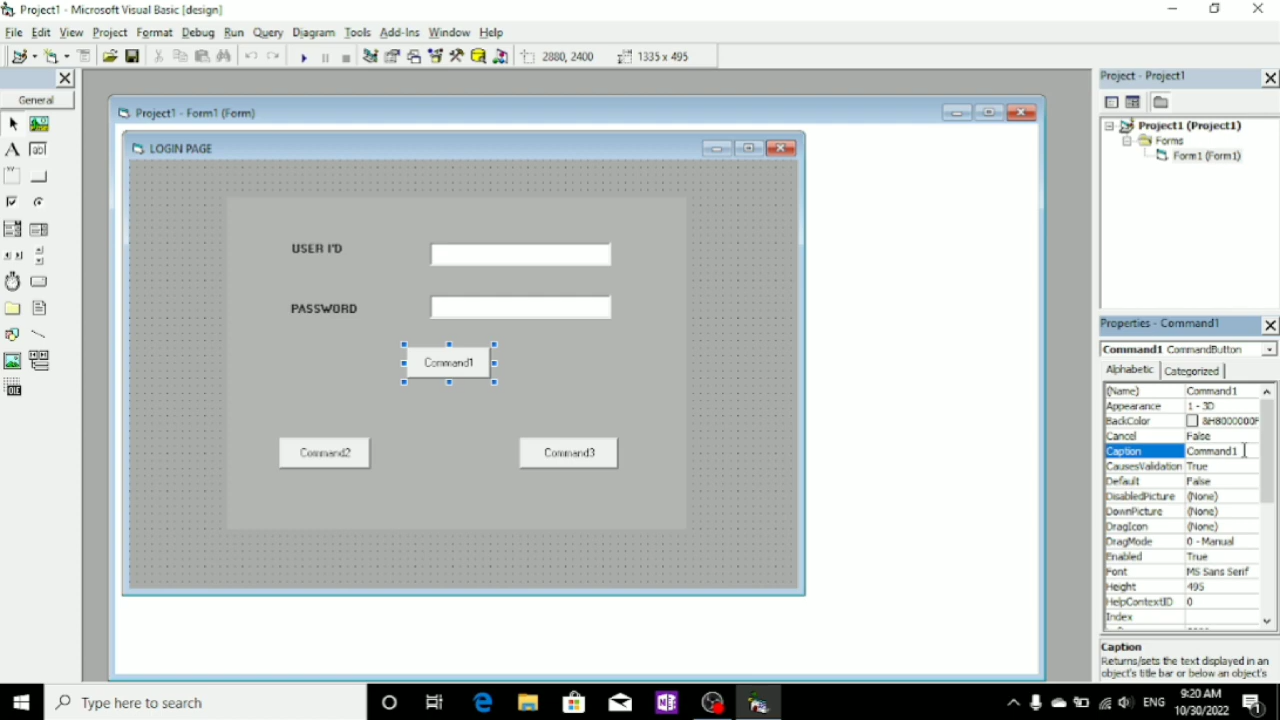 Project1 - Microsoft Visual Basic [design]
File Edit View Project Format Debug Run Query Diagram Tools Add-Ins Window Help
2880, 2400 1335 x 495
General
Project1 - Form1 (Form)
LOGIN PAGE
USER I'D
PASSWORD
Command1
Command2 Command3
Project - Project1
Project1 (Project1)
Forms
Form1 (Form1)
Properties - Command1
Command1 CommandButton
Alphabetic Categorized
(Name) Command1
Appearance 1 - 3D
BackColor &H8000000F
Cancel False
Caption Command1
CausesValidation True
Default False
DisabledPicture (None)
DownPicture (None)
DragIcon (None)
DragMode 0 - Manual
Enabled True
Font MS Sans Serif
Height 495
HelpContextID 0
Index
Caption
Returns/sets the text displayed in an
object's title bar or below an object's
Type here to search
ENG
9:20 AM
10/30/2022
1